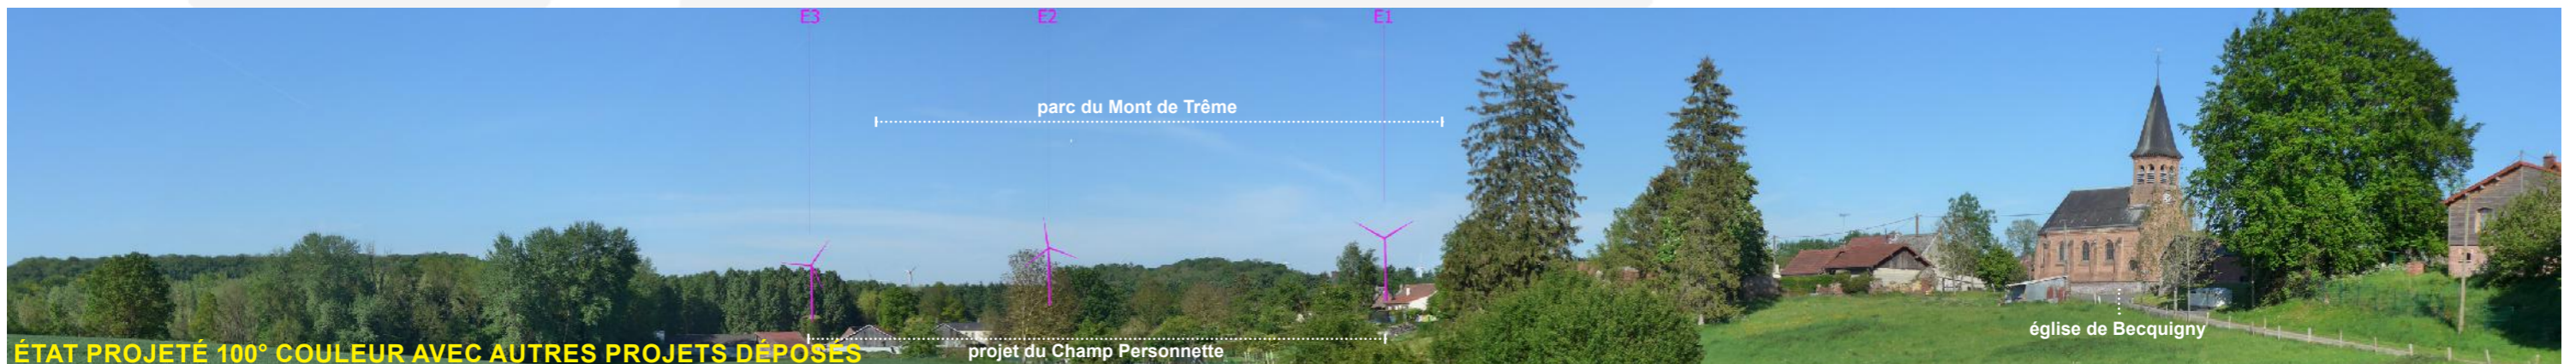 E3
E2
E1
parc du Mont de Trême
église de Becquigny
projet du Champ Personnette
ÉTAT PROJETÉ 100° COULEUR AVEC AUTRES PROJETS DÉPOSÉS